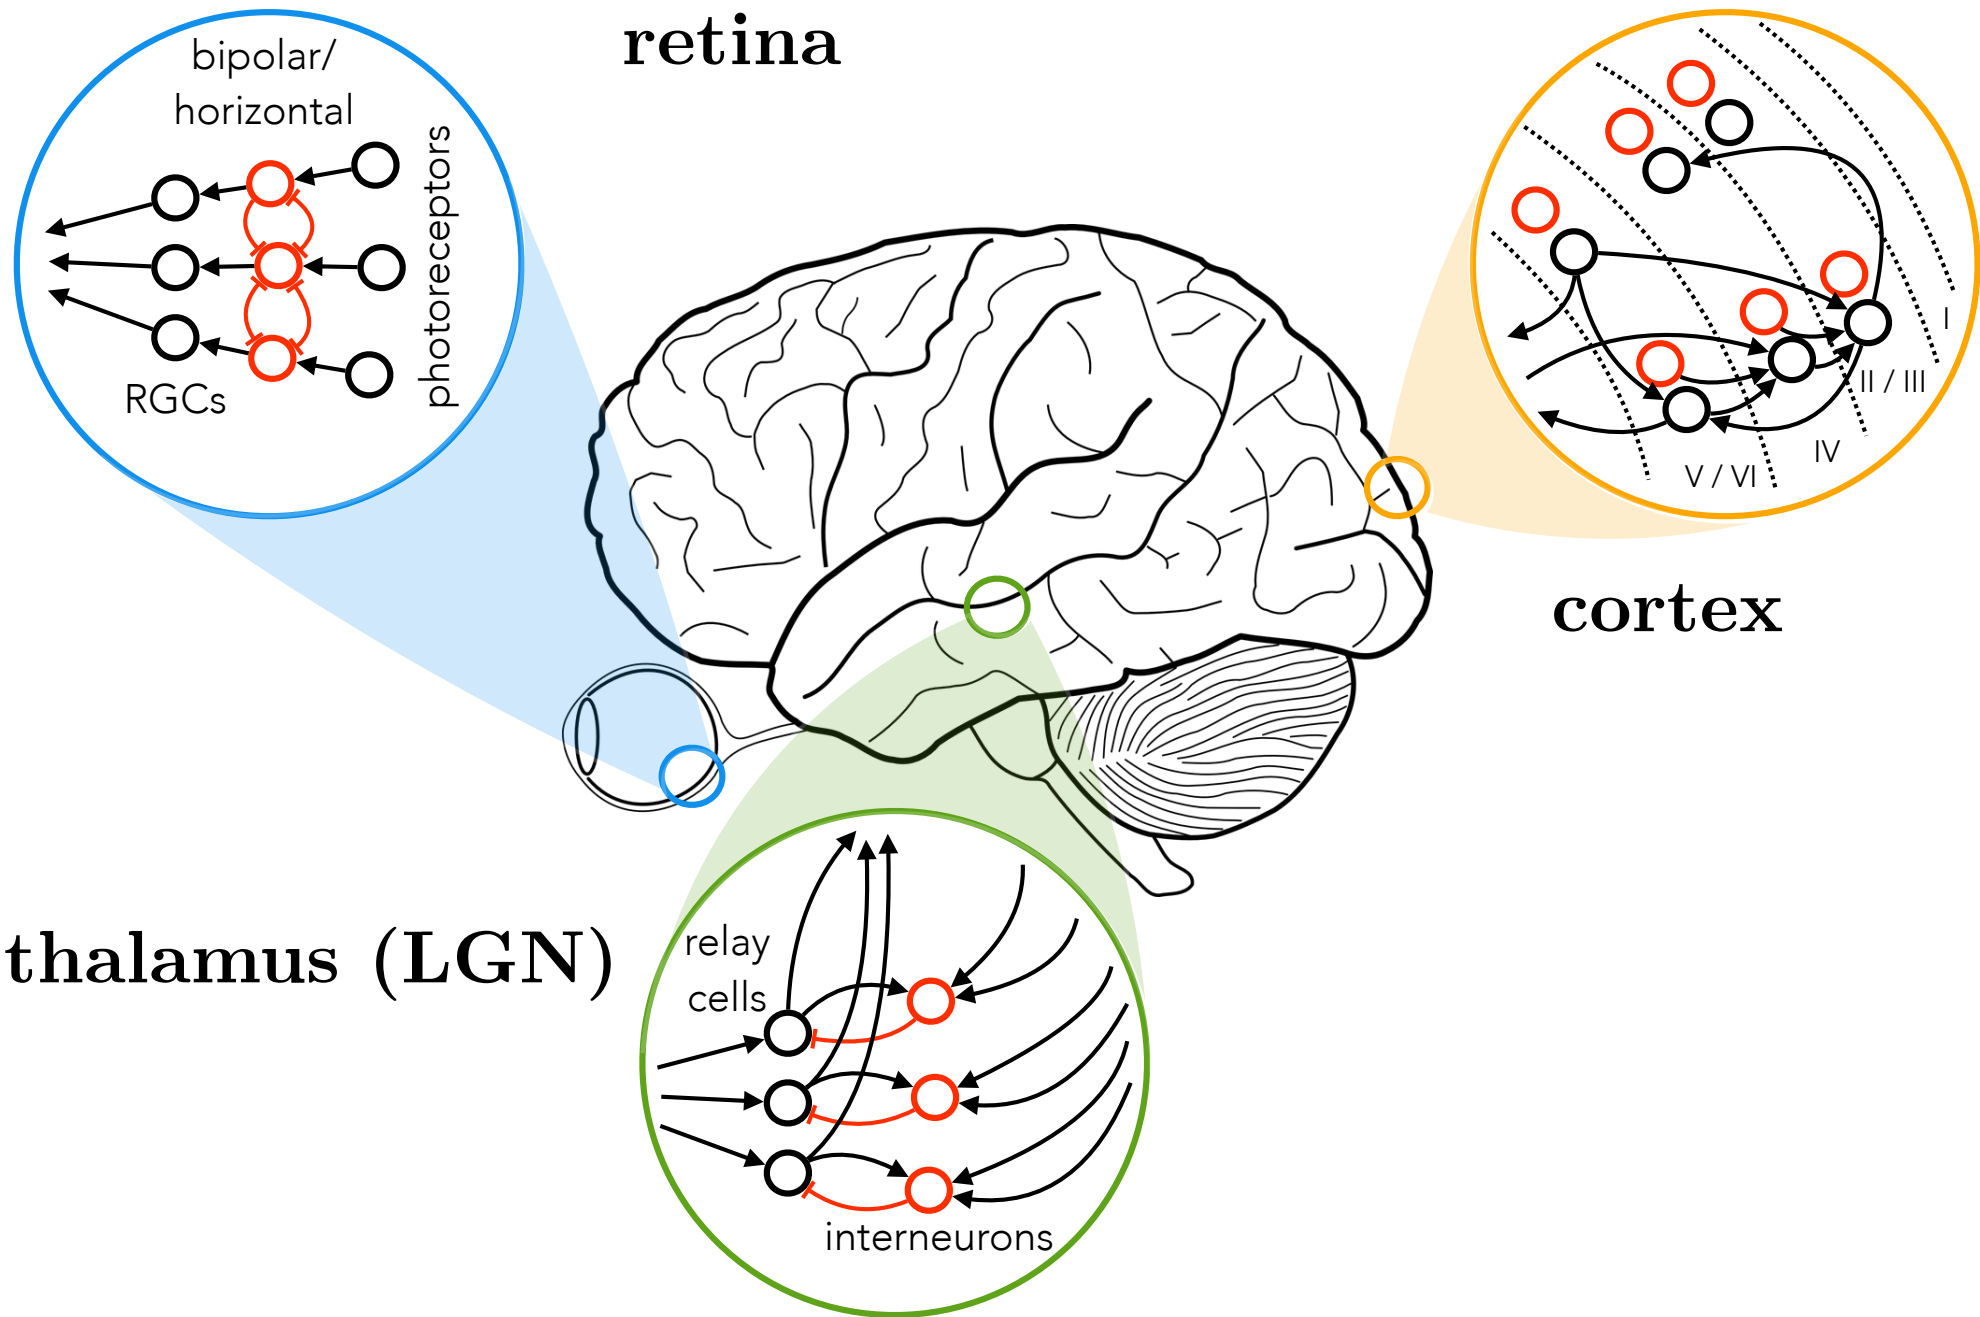 retina
bipolar/
horizontal
photoreceptors
RGCs
I
II / III
IV
V / VI
cortex
thalamus (LGN)
relay
cells
interneurons